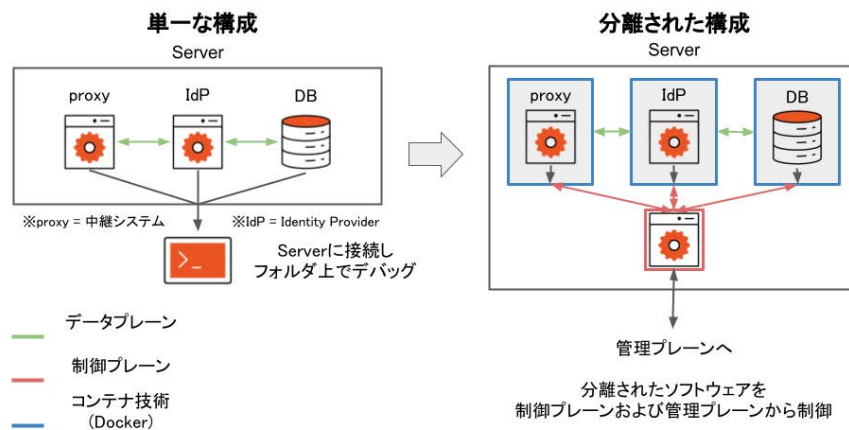 単一な構成
Server
proxy
IdP
DB
※proxy = 中継システム
※IdP = Identity Provider
>_
Serverに接続し
フォルダ上でデバッグ
データプレーン
制御プレーン
コンテナ技術
(Docker)
分離された構成
Server
proxy
IdP
DB
管理プレーンへ
分離されたソフトウェアを
制御プレーンおよび管理プレーンから制御